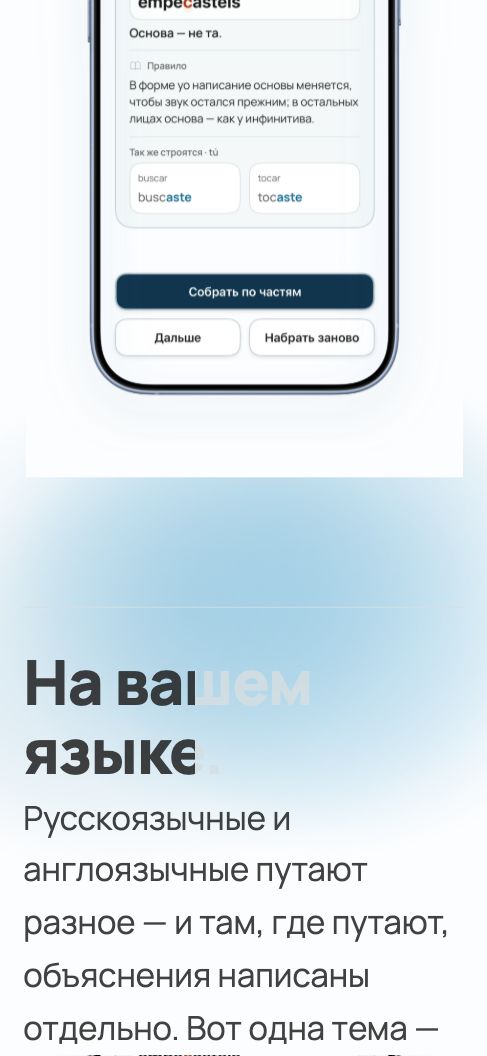 empecasteis
Основа — не та.
Правило
В форме yo написание основы меняется,
чтобы звук остался прежним; в остальных
лицах основа — как у инфинитива.
Так же строятся · tú
buscar
tocar
buscaste
tocaste
Собрать по частям
Дальше
Набрать заново
На вашем
языке.
Русскоязычные и
англоязычные путают
разное — и там, где путают,
объяснения написаны
отдельно. Вот одна тема —